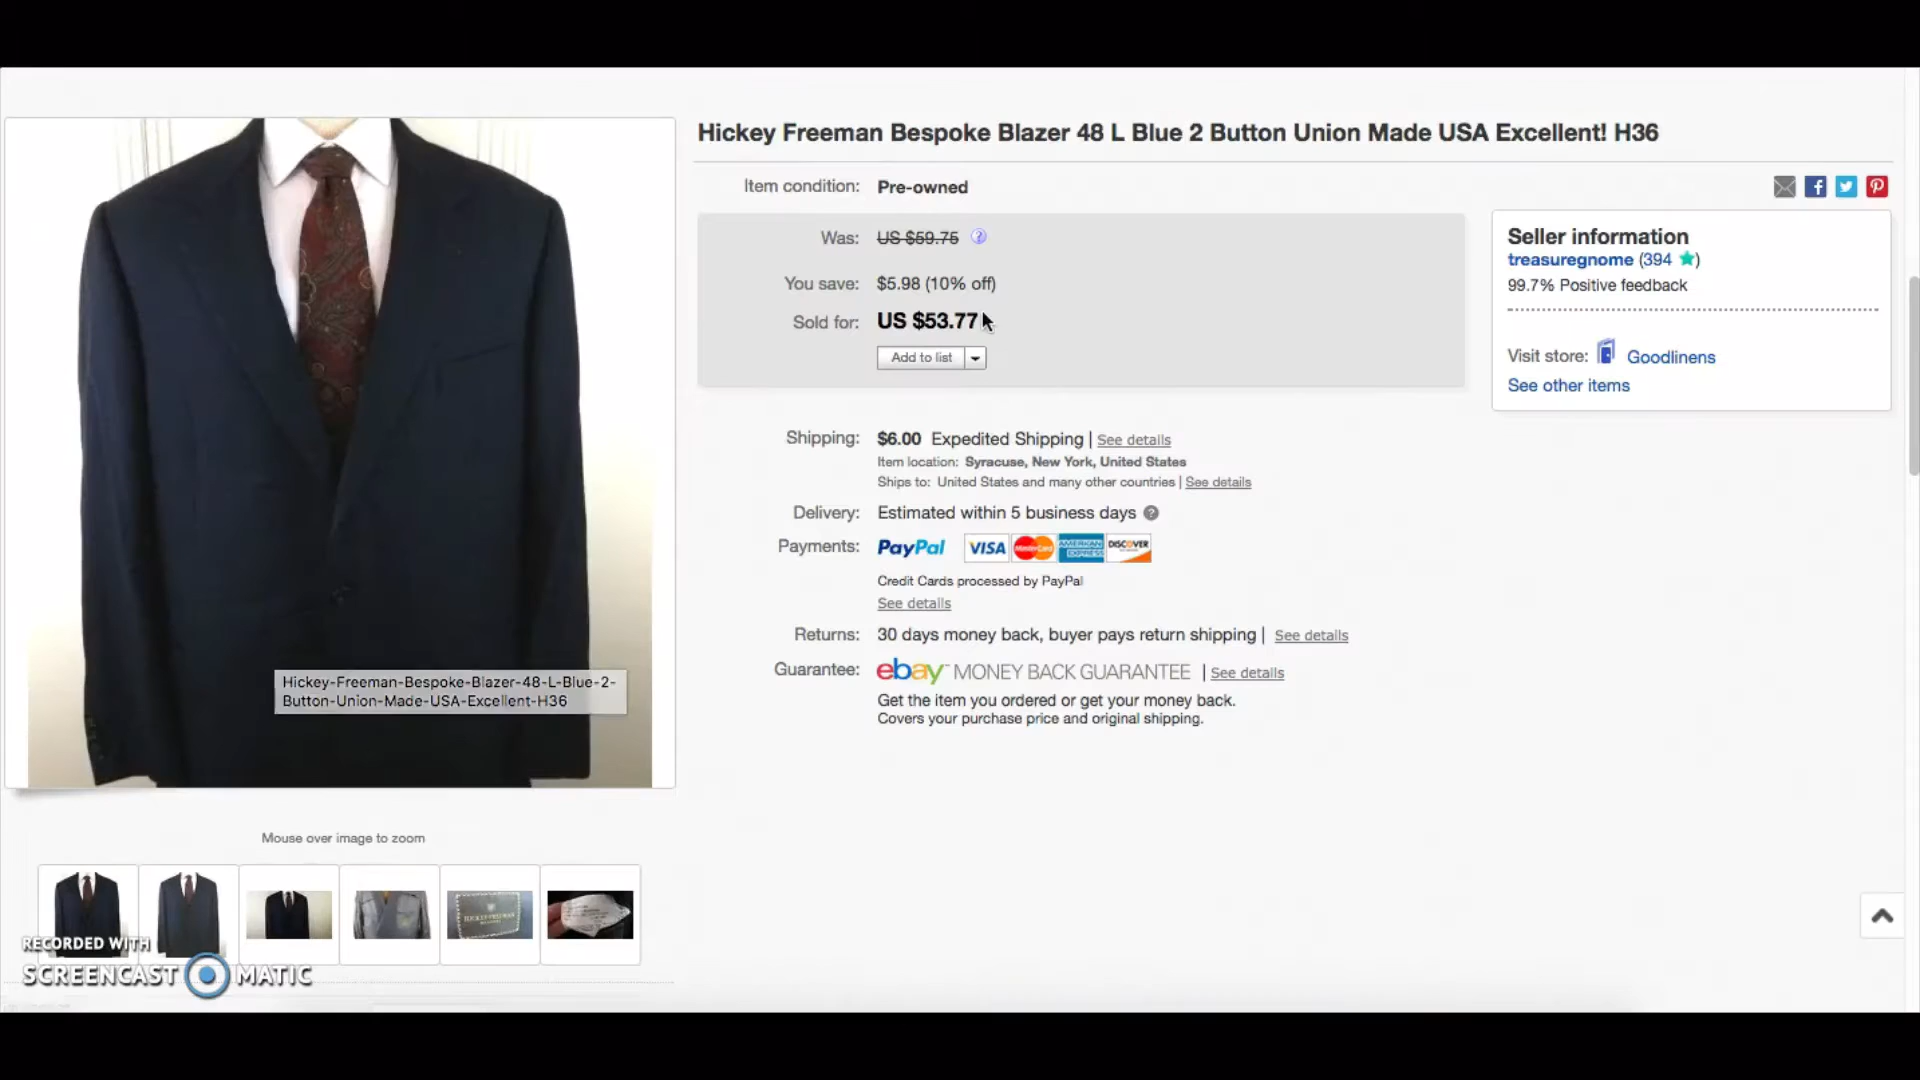 Hickey Freeman Bespoke Blazer 48 L Blue 2 Button Union Made USA Excellent! H36
Item condition: Pre-owned
Was: US $59.75
You save: $5.98 (10% off)
Sold for: US $53.77
Add to list
Shipping: $6.00 Expedited Shipping | See details
Item location: Syracuse, New York, United States
Ships to: United States and many other countries | See details
Delivery: Estimated within 5 business days
Payments: PayPal VISA MasterCard AMERICAN EXPRESS DISCOVER
Credit Cards processed by PayPal
See details
Returns: 30 days money back, buyer pays return shipping | See details
Guarantee: ebay MONEY BACK GUARANTEE | See details
Get the item you ordered or get your money back.
Covers your purchase price and original shipping.
Seller information
treasuregnome (394)
99.7% Positive feedback
Visit store: Goodlinens
See other items
Hickey-Freeman-Bespoke-Blazer-48-L-Blue-2-
Button-Union-Made-USA-Excellent-H36
Mouse over image to zoom
HICKEY-FREEMAN
RECORDED WITH
SCREENCAST MATIC